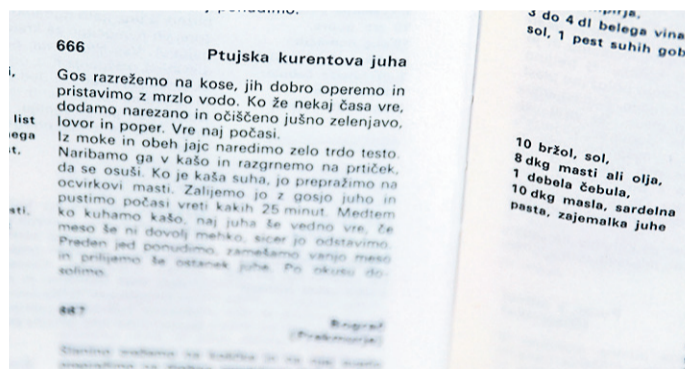 ponudimo.
666
Ptujska kurentova juha
Gos razrežemo na kose, jih dobro operemo in
pristavimo z mrzlo vodo. Ko že nekaj časa vre,
dodamo narezano in očiščeno jušno zelenjavo,
lovor in poper. Vre naj počasi.
Iz moke in obeh jajc naredimo zelo trdo testo.
Naribamo ga v kašo in razgrnemo na prtiček,
da se osuši. Ko je kaša suha, jo prepražimo na
ocvirkovi masti. Zalijemo jo z gosjo juho in
pustimo počasi vreti kakih 25 minut. Medtem
ko kuhamo kašo, naj juha še vedno vre, če
meso še ni dovolj mehko, sicer jo odstavimo.
Preden jed ponudimo, zamešamo vanjo meso
in prilijemo še ostanek juhe. Po okusu do-
solimo.
667
Bograč
(Prekmurje)
list
3 do 4 dl belega vina
sol, 1 pest suhih gob
10 bržol, sol,
8 dkg masti ali olja,
1 debela čebula,
10 dkg masla, sardelna
pasta, zajemalka juhe